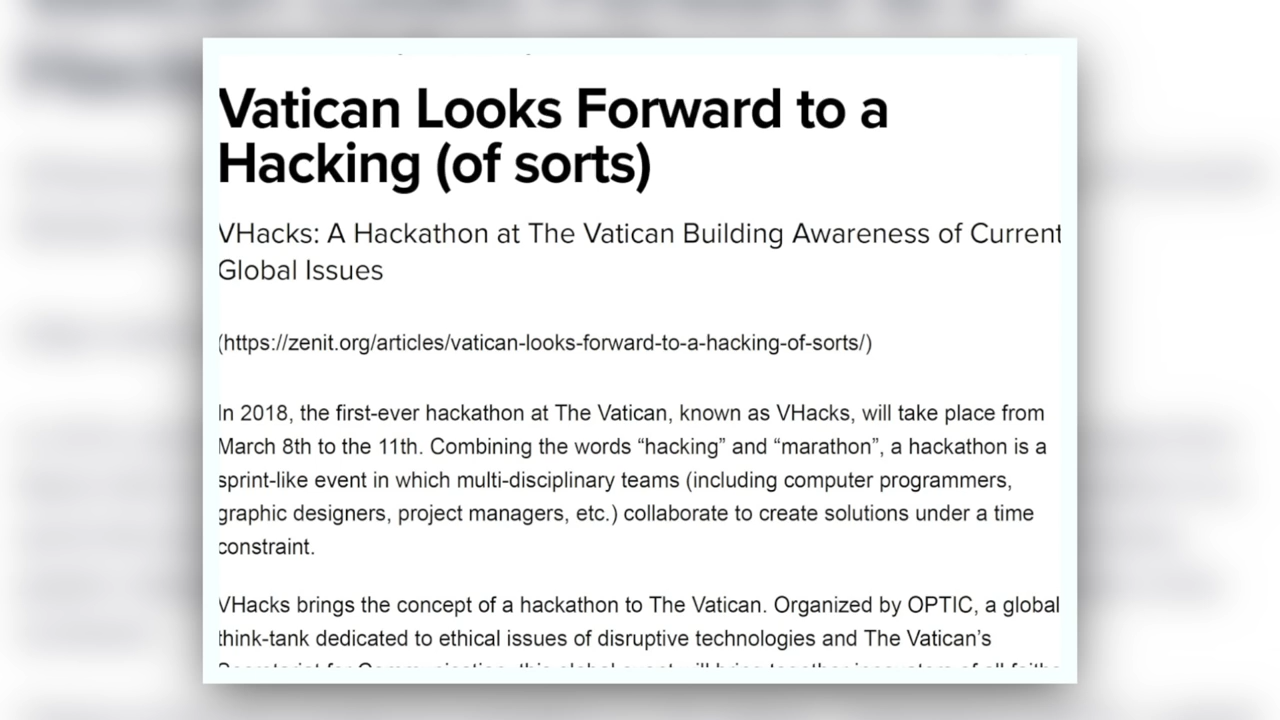 Vatican Looks Forward to a
Hacking (of sorts)
VHacks: A Hackathon at The Vatican Building Awareness of Current
Global Issues
(https://zenit.org/articles/vatican-looks-forward-to-a-hacking-of-sorts/)
In 2018, the first-ever hackathon at The Vatican, known as VHacks, will take place from
March 8th to the 11th. Combining the words “hacking” and “marathon”, a hackathon is a
sprint-like event in which multi-disciplinary teams (including computer programmers,
graphic designers, project managers, etc.) collaborate to create solutions under a time
constraint.
VHacks brings the concept of a hackathon to The Vatican. Organized by OPTIC, a global
think-tank dedicated to ethical issues of disruptive technologies and The Vatican’s